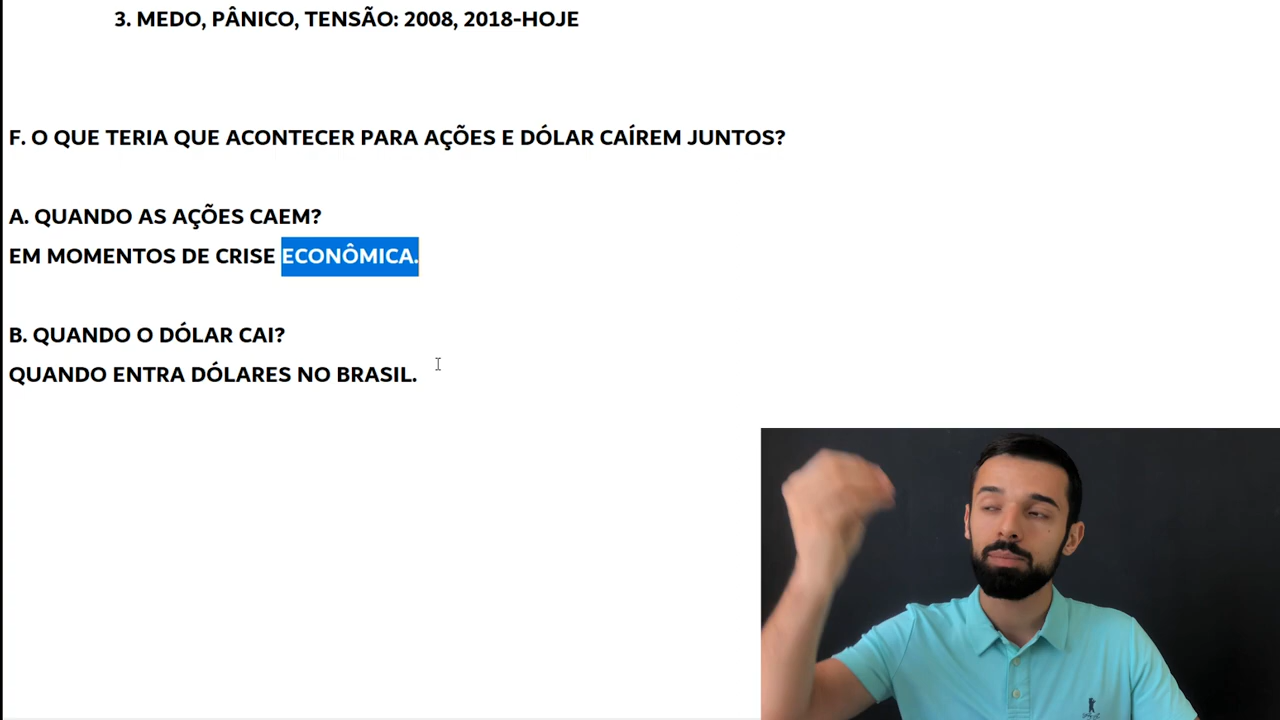 3. MEDO, PÂNICO, TENSÃO: 2008, 2018-HOJE
F. O QUE TERIA QUE ACONTECER PARA AÇÕES E DÓLAR CAÍREM JUNTOS?
A. QUANDO AS AÇÕES CAEM?
EM MOMENTOS DE CRISE ECONÔMICA.
B. QUANDO O DÓLAR CAI?
QUANDO ENTRA DÓLARES NO BRASIL.